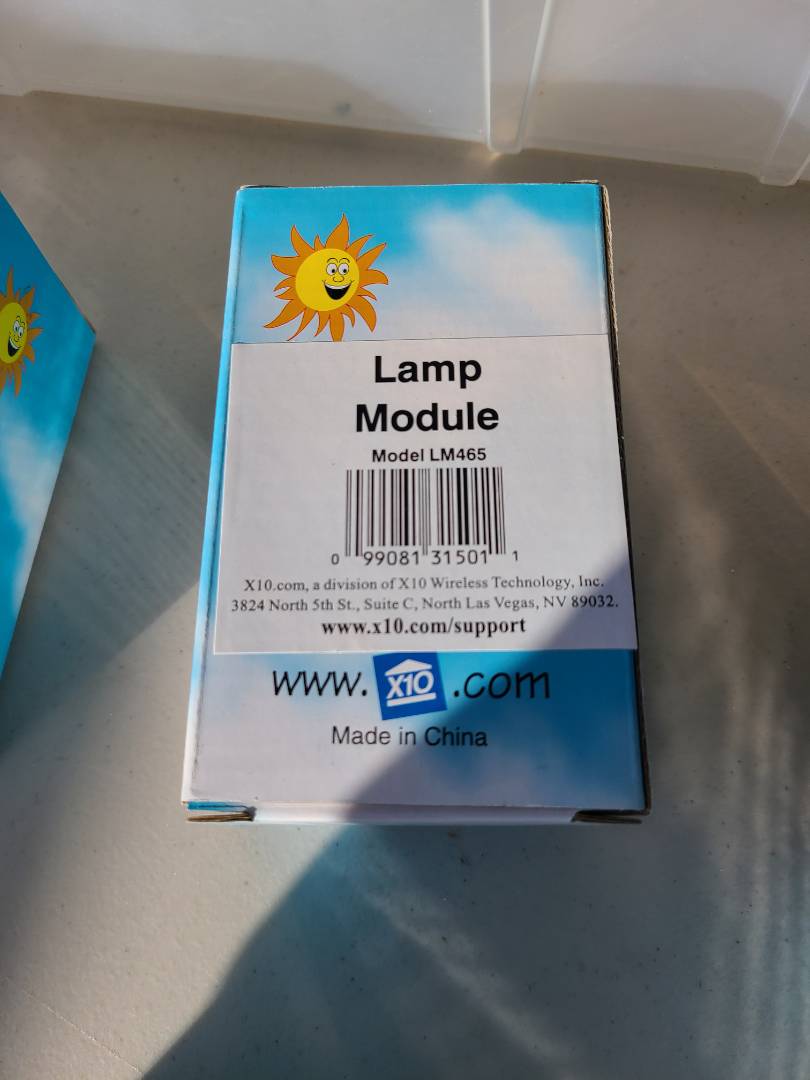 Lamp
Module
Model LM465
0 99081 31501 1
X10.com, a division of X10 Wireless Technology, Inc.
3824 North 5th St., Suite C, North Las Vegas, NV 89032.
www.x10.com/support
www.X10.com
Made in China